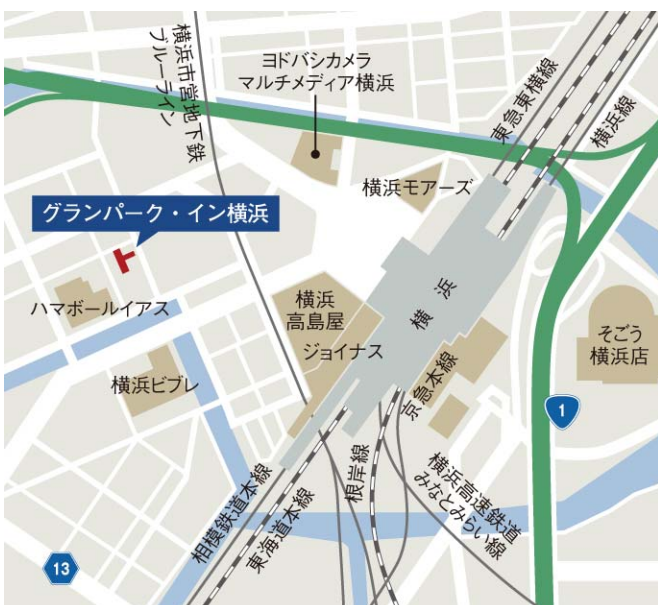 横浜市営地下鉄
ブルーライン
ヨドバシカメラ
マルチメディア横浜
東急東横線
横浜線
横浜モアーズ
グランパーク・イン横浜
ハマボールイアス
横浜
高島屋
ジョイナス
横浜
そごう
横浜店
横浜ビブレ
京急本線
1
根岸線
横浜高速鉄道
みなとみらい線
相模鉄道本線
東海道本線
13